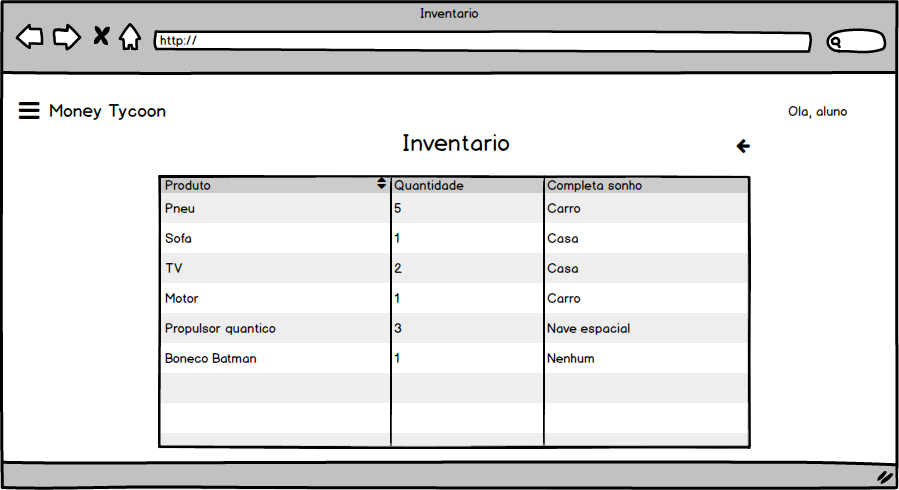 Inventario
http://
Money Tycoon
Ola, aluno
Inventario
Produto Quantidade Completa sonho
Pneu 5 Carro
Sofa 1 Casa
TV 2 Casa
Motor 1 Carro
Propulsor quantico 3 Nave espacial
Boneco Batman 1 Nenhum